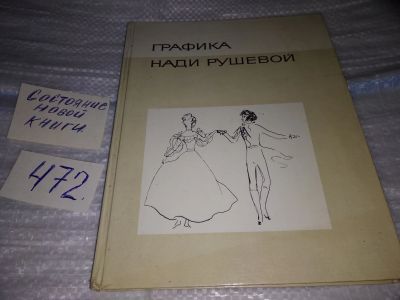 ГРАФИКА
НАДИ РУШЕВОЙ
Состояние
новой
книги
472.